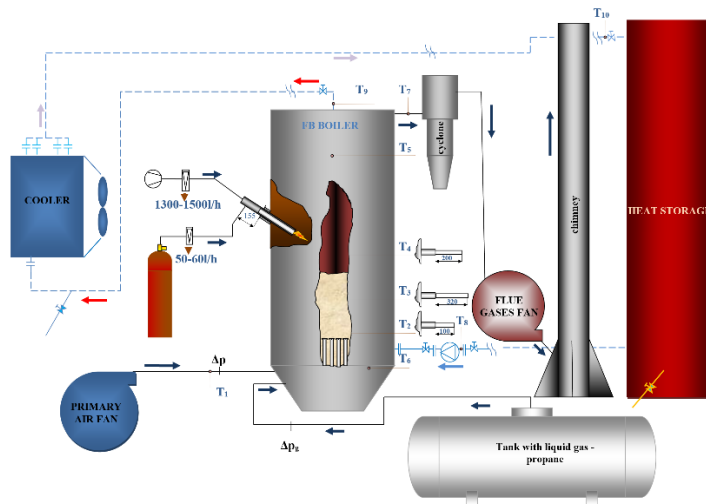 T10
T9
T7
FB BOILER
cyclone
T5
COOLER
1300-1500l/h
155
HEAT STORAGE
chimney
T4
200
50-60l/h
T3
320
FLUE
GASES FAN
T2
T8
100
T6
Δp
T1
PRIMARY
AIR FAN
Δpg
Tank with liquid gas -
propane